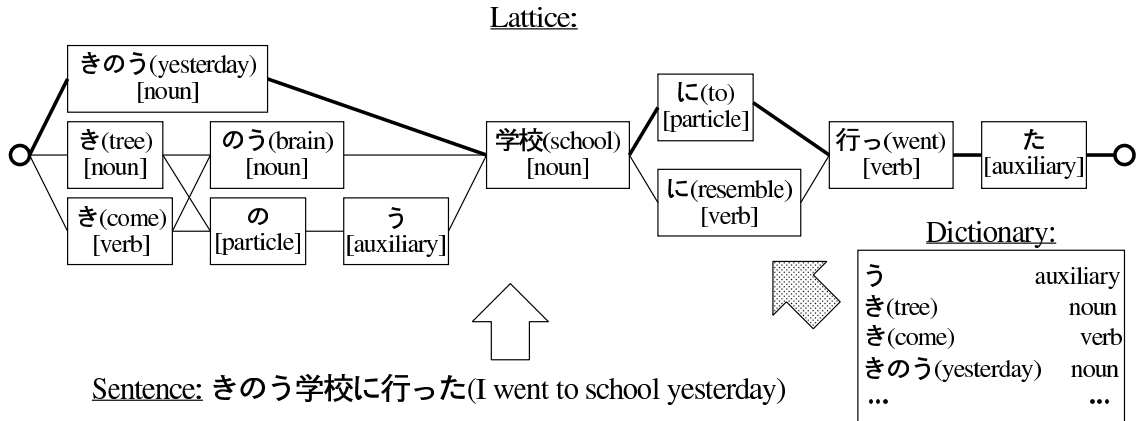 Lattice:
きのう(yesterday)
[noun]
き(tree)
[noun]
のう(brain)
[noun]
き(come)
[verb]
の
[particle]
う
[auxiliary]
学校(school)
[noun]
に(to)
[particle]
に(resemble)
[verb]
行っ(went)
[verb]
た
[auxiliary]
Dictionary:
う auxiliary
き(tree) noun
き(come) verb
きのう(yesterday) noun
... ...
Sentence: きのう学校に行った(I went to school yesterday)